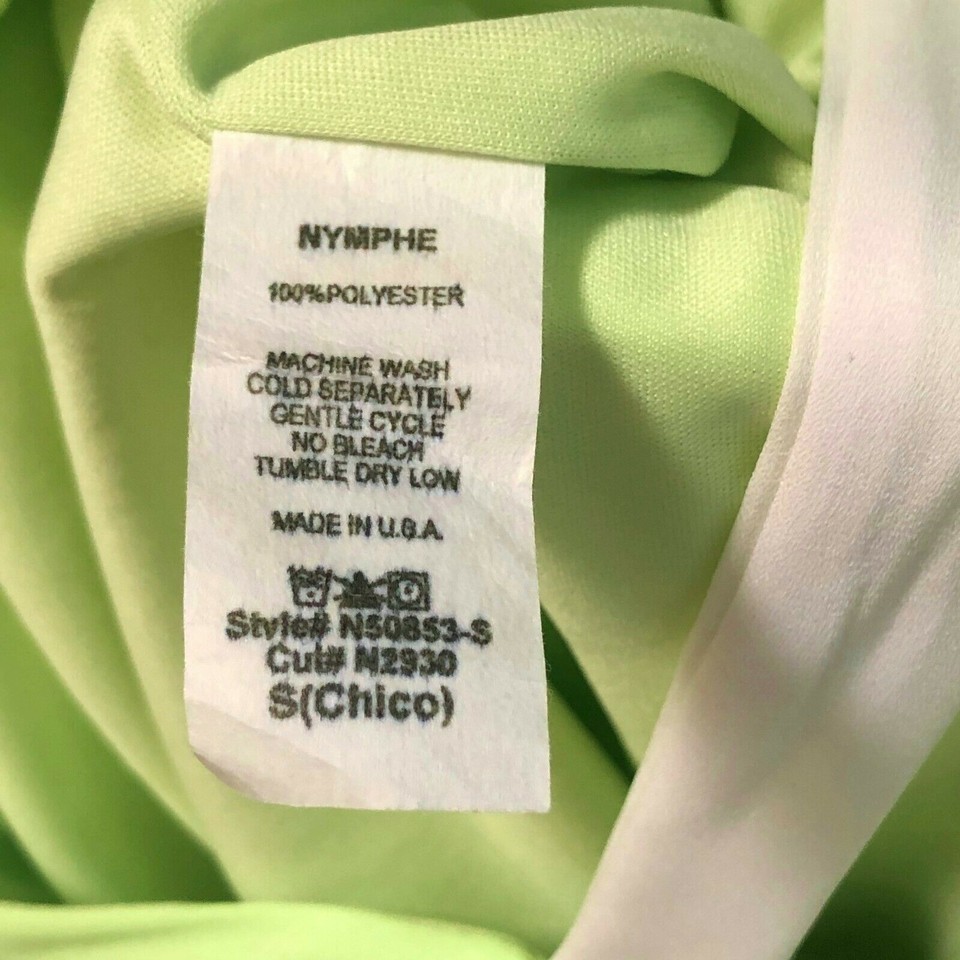 NYMPHE
100%POLYESTER
MACHINE WASH
COLD SEPARATELY
GENTLE CYCLE
NO BLEACH
TUMBLE DRY LOW
MADE IN U.S.A.
Style# N50853-S
Cut# N2930
S(Chico)